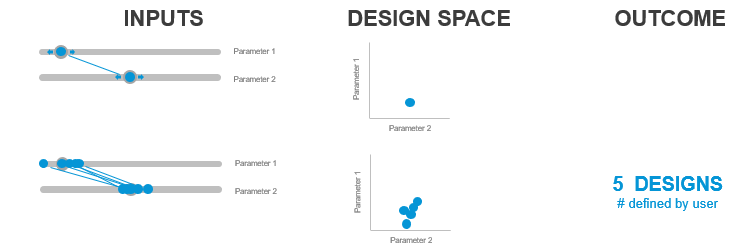 INPUTS
DESIGN SPACE
OUTCOME
Parameter 1
Parameter 2
Parameter 1
Parameter 2
Parameter 1
Parameter 2
Parameter 1
Parameter 2
5 DESIGNS
# defined by user